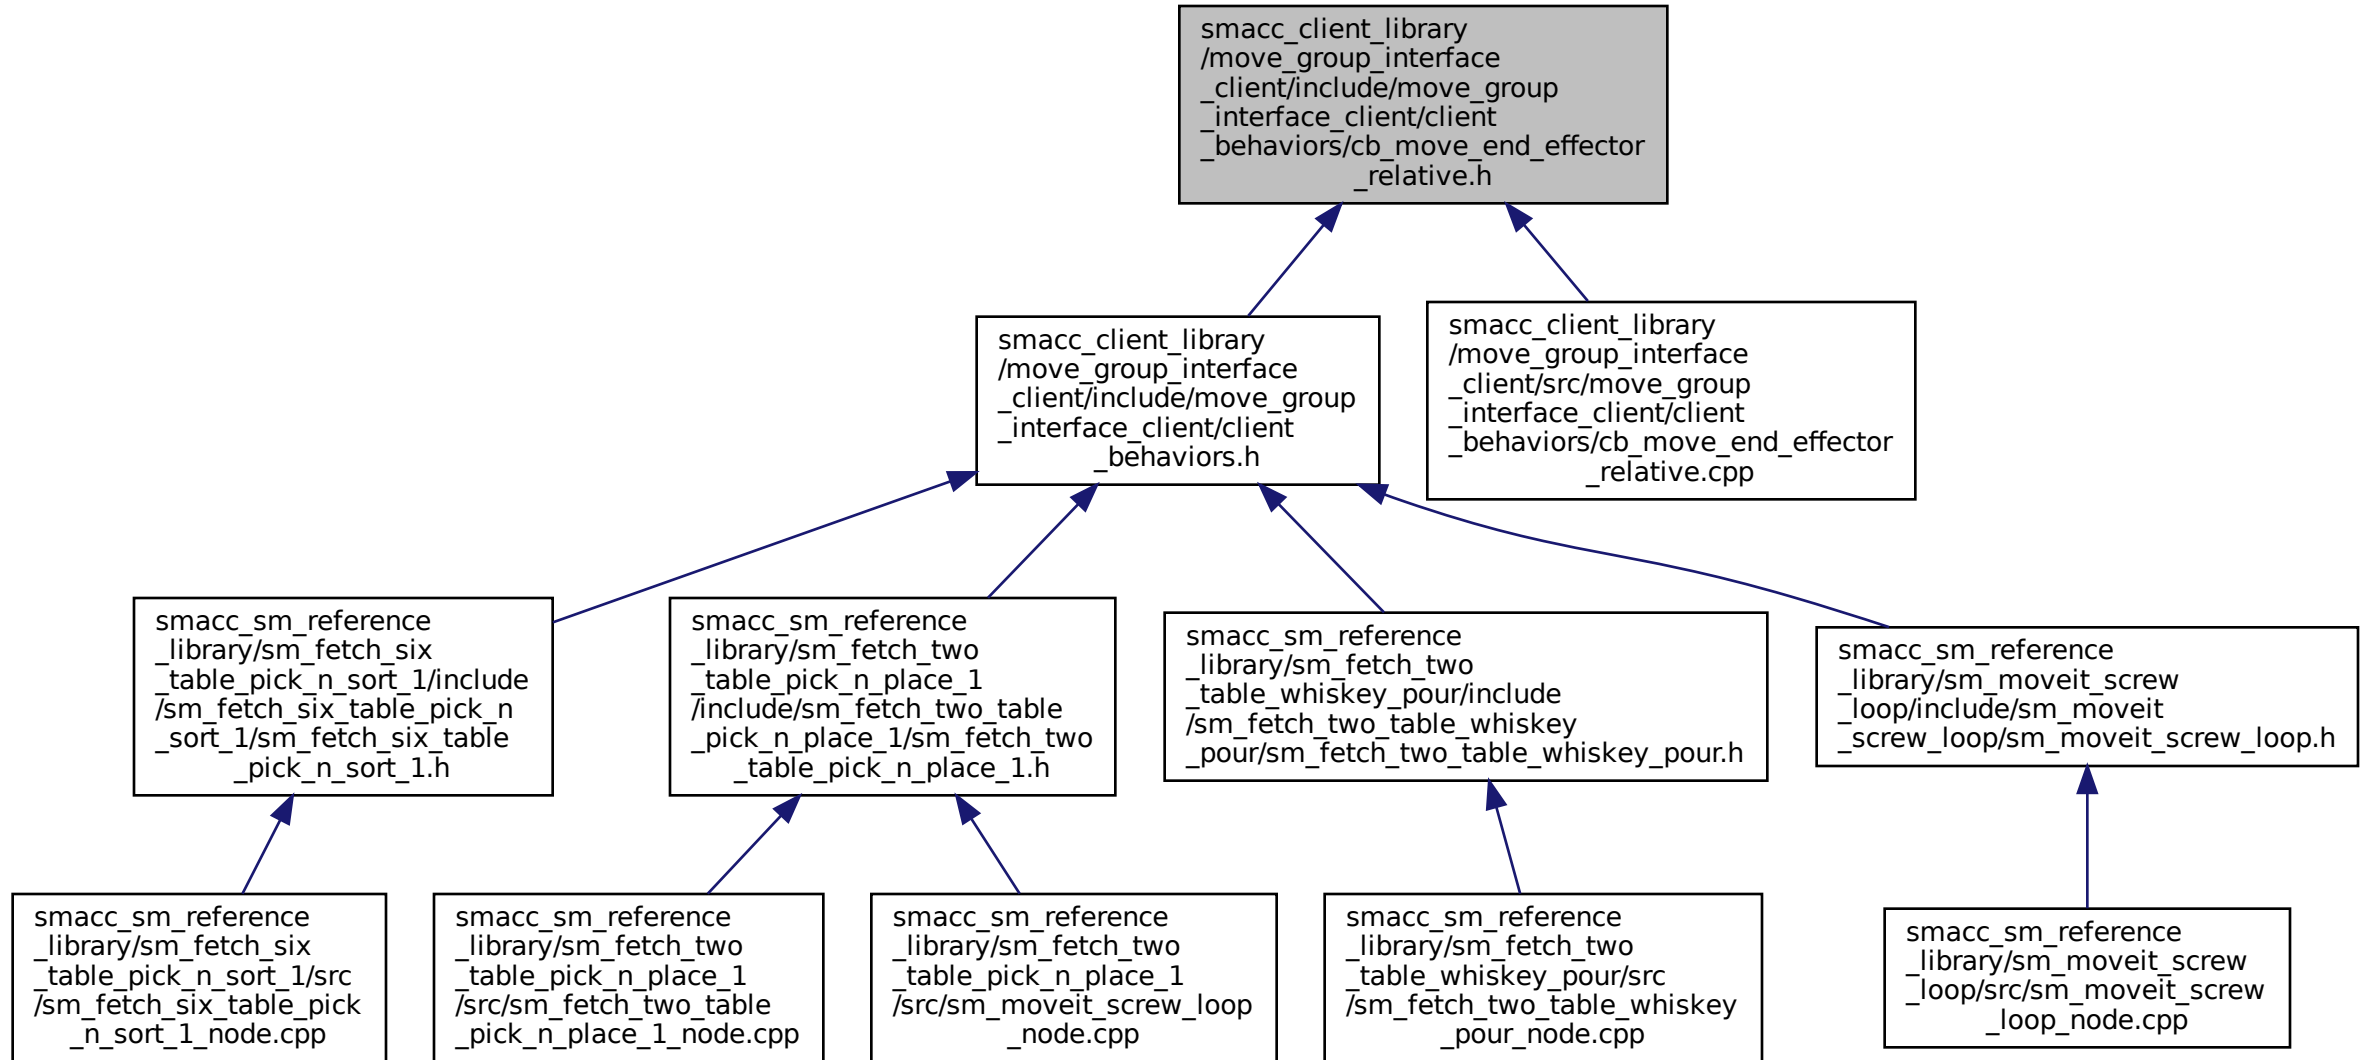 smacc_client_library
/move_group_interface
_client/include/move_group
_interface_client/client
_behaviors/cb_move_end_effector
_relative.h
smacc_client_library
/move_group_interface
_client/include/move_group
_interface_client/client
_behaviors.h
smacc_client_library
/move_group_interface
_client/src/move_group
_interface_client/client
_behaviors/cb_move_end_effector
_relative.cpp
smacc_sm_reference
_library/sm_fetch_six
_table_pick_n_sort_1/include
/sm_fetch_six_table_pick_n
_sort_1/sm_fetch_six_table
_pick_n_sort_1.h
smacc_sm_reference
_library/sm_fetch_two
_table_pick_n_place_1
/include/sm_fetch_two_table
_pick_n_place_1/sm_fetch_two
_table_pick_n_place_1.h
smacc_sm_reference
_library/sm_fetch_two
_table_whiskey_pour/include
/sm_fetch_two_table_whiskey
_pour/sm_fetch_two_table_whiskey_pour.h
smacc_sm_reference
_library/sm_moveit_screw
_loop/include/sm_moveit
_screw_loop/sm_moveit_screw_loop.h
smacc_sm_reference
_library/sm_fetch_six
_table_pick_n_sort_1/src
/sm_fetch_six_table_pick
_n_sort_1_node.cpp
smacc_sm_reference
_library/sm_fetch_two
_table_pick_n_place_1
/src/sm_fetch_two_table
_pick_n_place_1_node.cpp
smacc_sm_reference
_library/sm_fetch_two
_table_pick_n_place_1
/src/sm_moveit_screw_loop
_node.cpp
smacc_sm_reference
_library/sm_fetch_two
_table_whiskey_pour/src
/sm_fetch_two_table_whiskey
_pour_node.cpp
smacc_sm_reference
_library/sm_moveit_screw
_loop/src/sm_moveit_screw
_loop_node.cpp